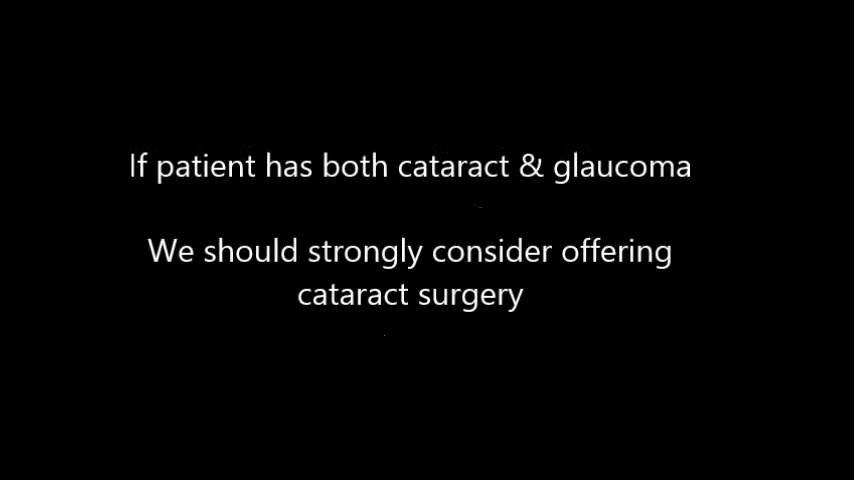 If patient has both cataract & glaucoma
We should strongly consider offering
cataract surgery